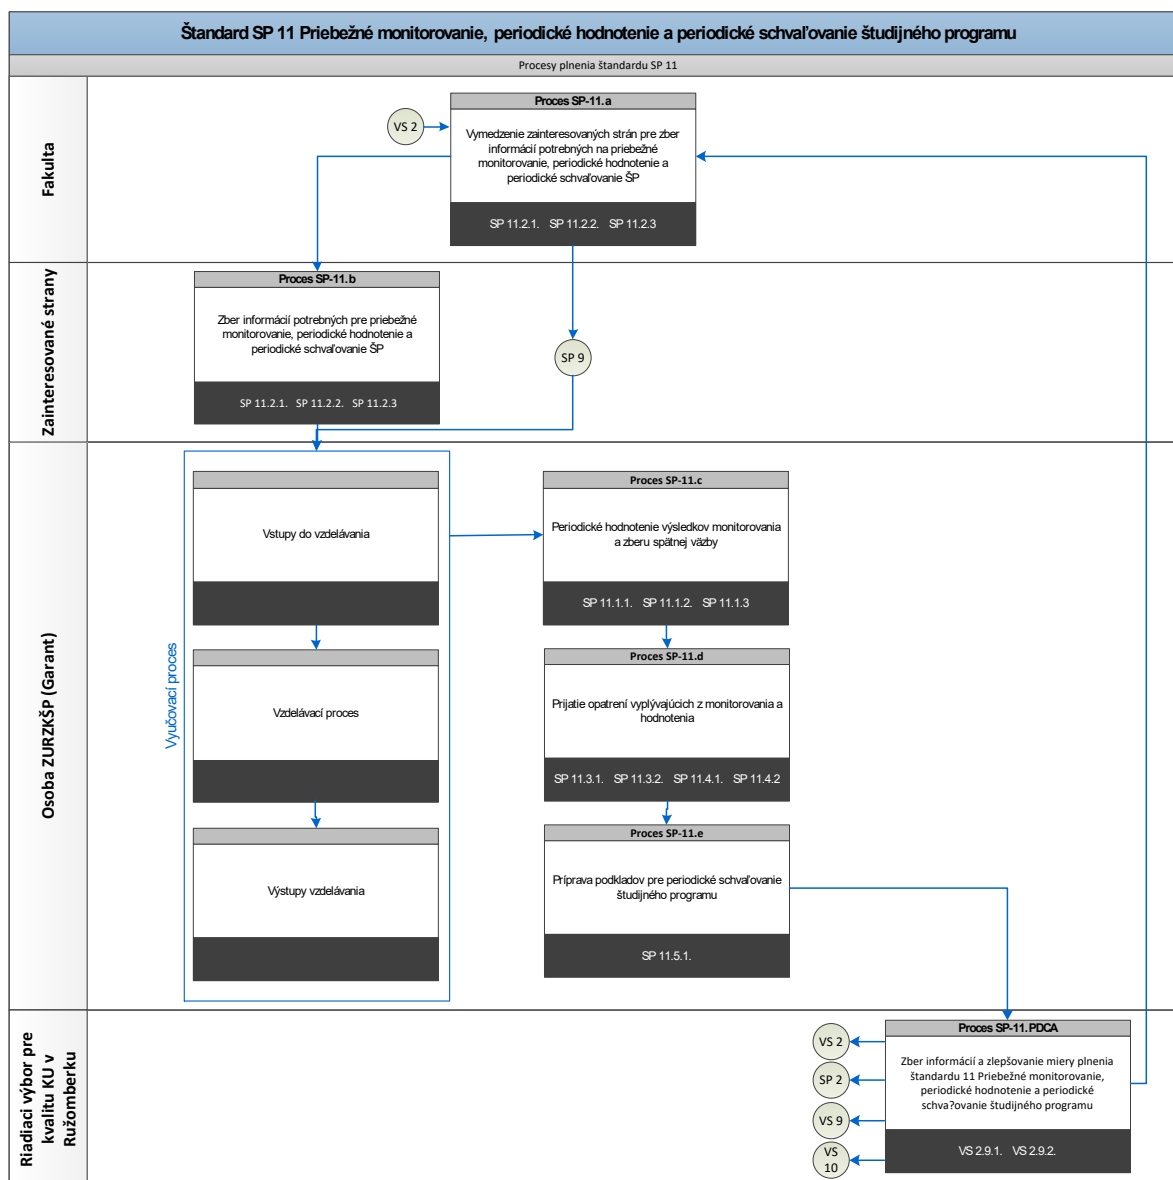 Štandard SP 11 Priebežné monitorovanie, periodické hodnotenie a periodické schvaľovanie študijného programu
Procesy plnenia štandardu SP 11
Fakulta
VS 2
Proces SP-11.a
Vymedzenie zainteresovaných strán pre zber
informácií potrebných na priebežné
monitorovanie, periodické hodnotenie a
periodické schvaľovanie ŠP
SP 11.2.1. SP 11.2.2. SP 11.2.3
Zainteresované strany
Proces SP-11.b
Zber informácií potrebných pre priebežné
monitorovanie, periodické hodnotenie a
periodické schvaľovanie ŠP
SP 11.2.1. SP 11.2.2. SP 11.2.3
SP 9
Osoba ZURZKŠP (Garant)
Vyučovací proces
Vstupy do vzdelávania
Vzdelávací proces
Výstupy vzdelávania
Proces SP-11.c
Periodické hodnotenie výsledkov monitorovania
a zberu spätnej väzby
SP 11.1.1. SP 11.1.2. SP 11.1.3
Proces SP-11.d
Prijatie opatrení vyplývajúcich z monitorovania a
hodnotenia
SP 11.3.1. SP 11.3.2. SP 11.4.1. SP 11.4.2
Proces SP-11.e
Príprava podkladov pre periodické schvaľovanie
študijného programu
SP 11.5.1.
Riadiaci výbor pre
kvalitu KU v
Ružomberku
VS 2
SP 2
VS 9
VS
10
Proces SP-11.PDCA
Zber informácií a zlepšovanie miery plnenia
štandardu 11 Priebežné monitorovanie,
periodické hodnotenie a periodické
schva?ovanie študijného programu
VS 2.9.1. VS 2.9.2.